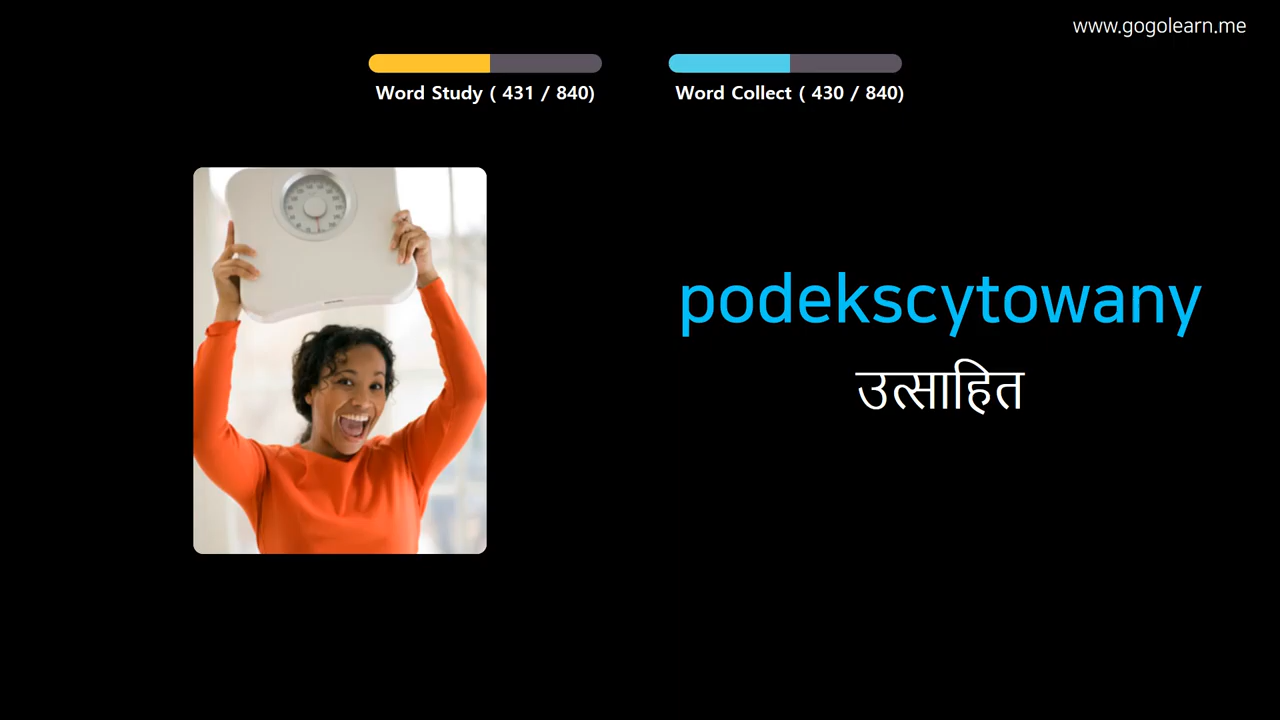 www.gogolearn.me
Word Study ( 431 / 840)
Word Collect ( 430 / 840)
podekscytowany
उत्साहित